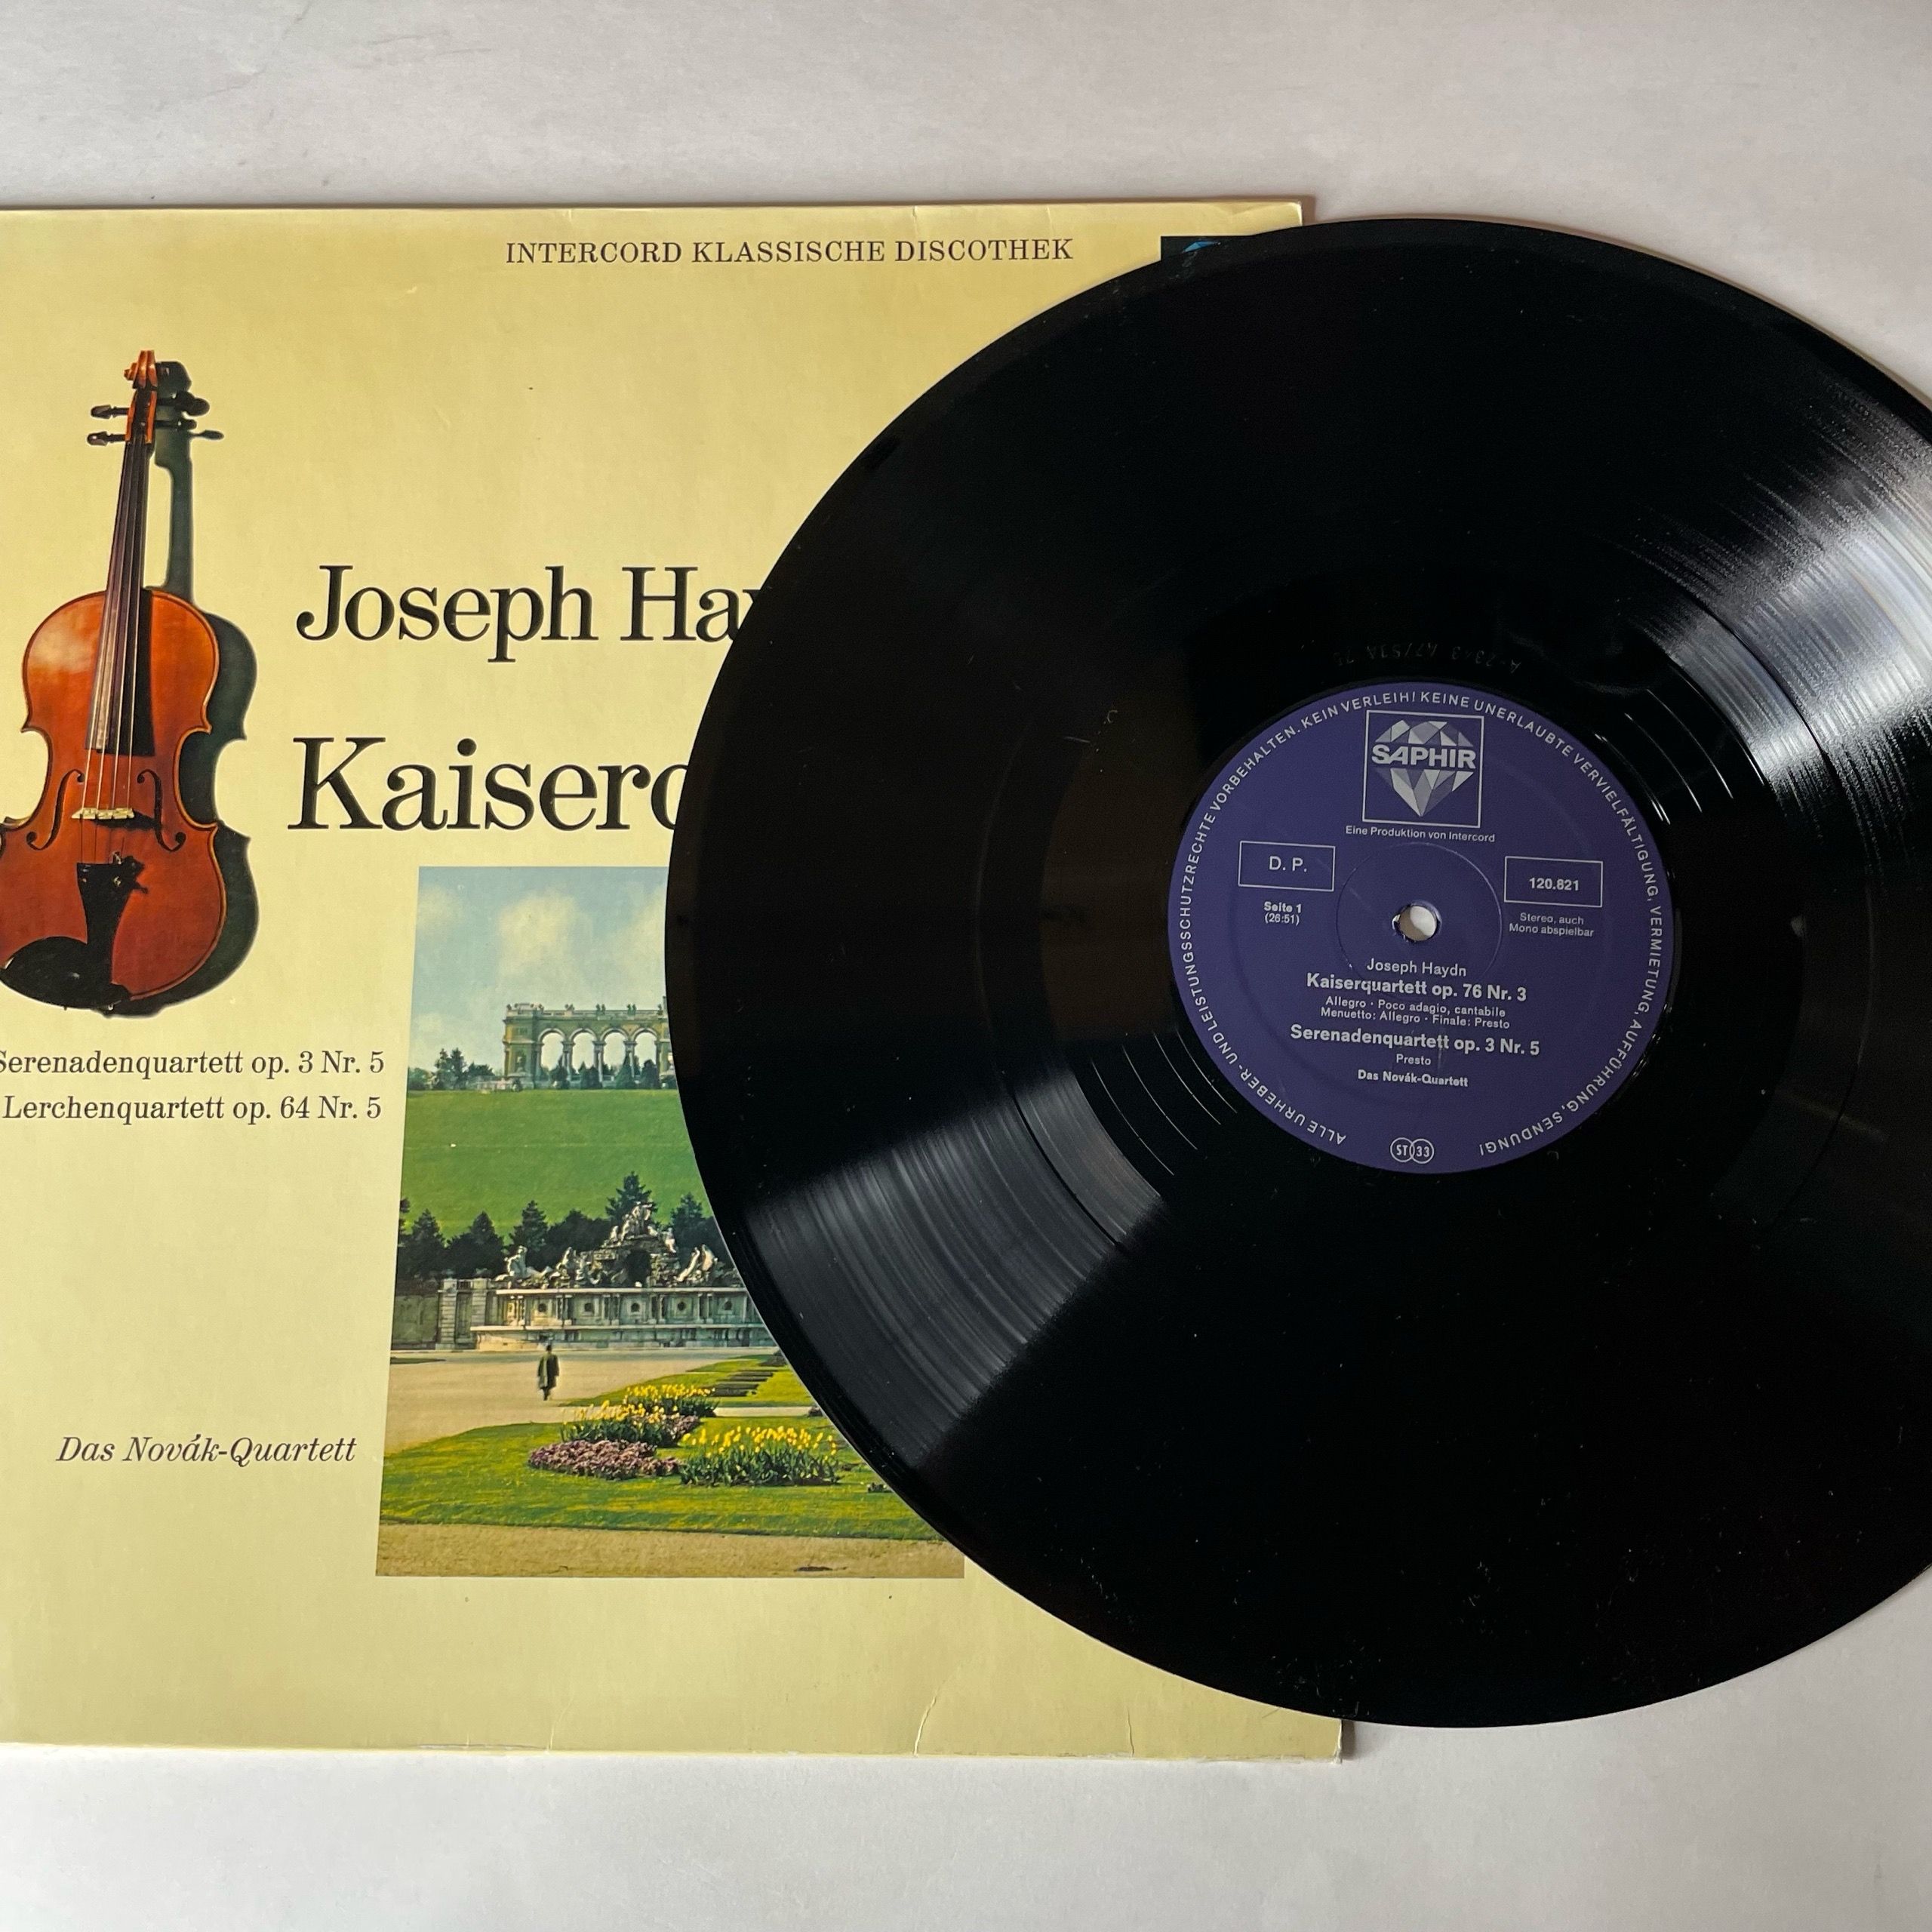 INTERCORD KLASSISCHE DISCOTHEK
Joseph
Serenadenquartett op. 3 Nr. 5
Lerchenquartett op. 64 Nr. 5
Das Novák-Quartett
ALLE URHEBER- UND LEISTUNGSSCHUTZRECHTE VORBEHALTEN. KEIN VERLEIH! KEINE UNERLAUBTE VERVIELFÄLTIGUNG, VERMIETUNG, AUFFÜHRUNG, SENDUNG!
SAPHIR
Eine Produktion von Intercord
D. P.
120.821
Seite 1
(26:51)
Stereo, auch
Mono abspielbar
Joseph Haydn
Kaiserquartett op. 76 Nr. 3
Allegro · Poco adagio, cantabile
Menuetto: Allegro · Finale: Presto
Serenadenquartett op. 3 Nr. 5
Presto
Das Novák-Quartett
ST 33